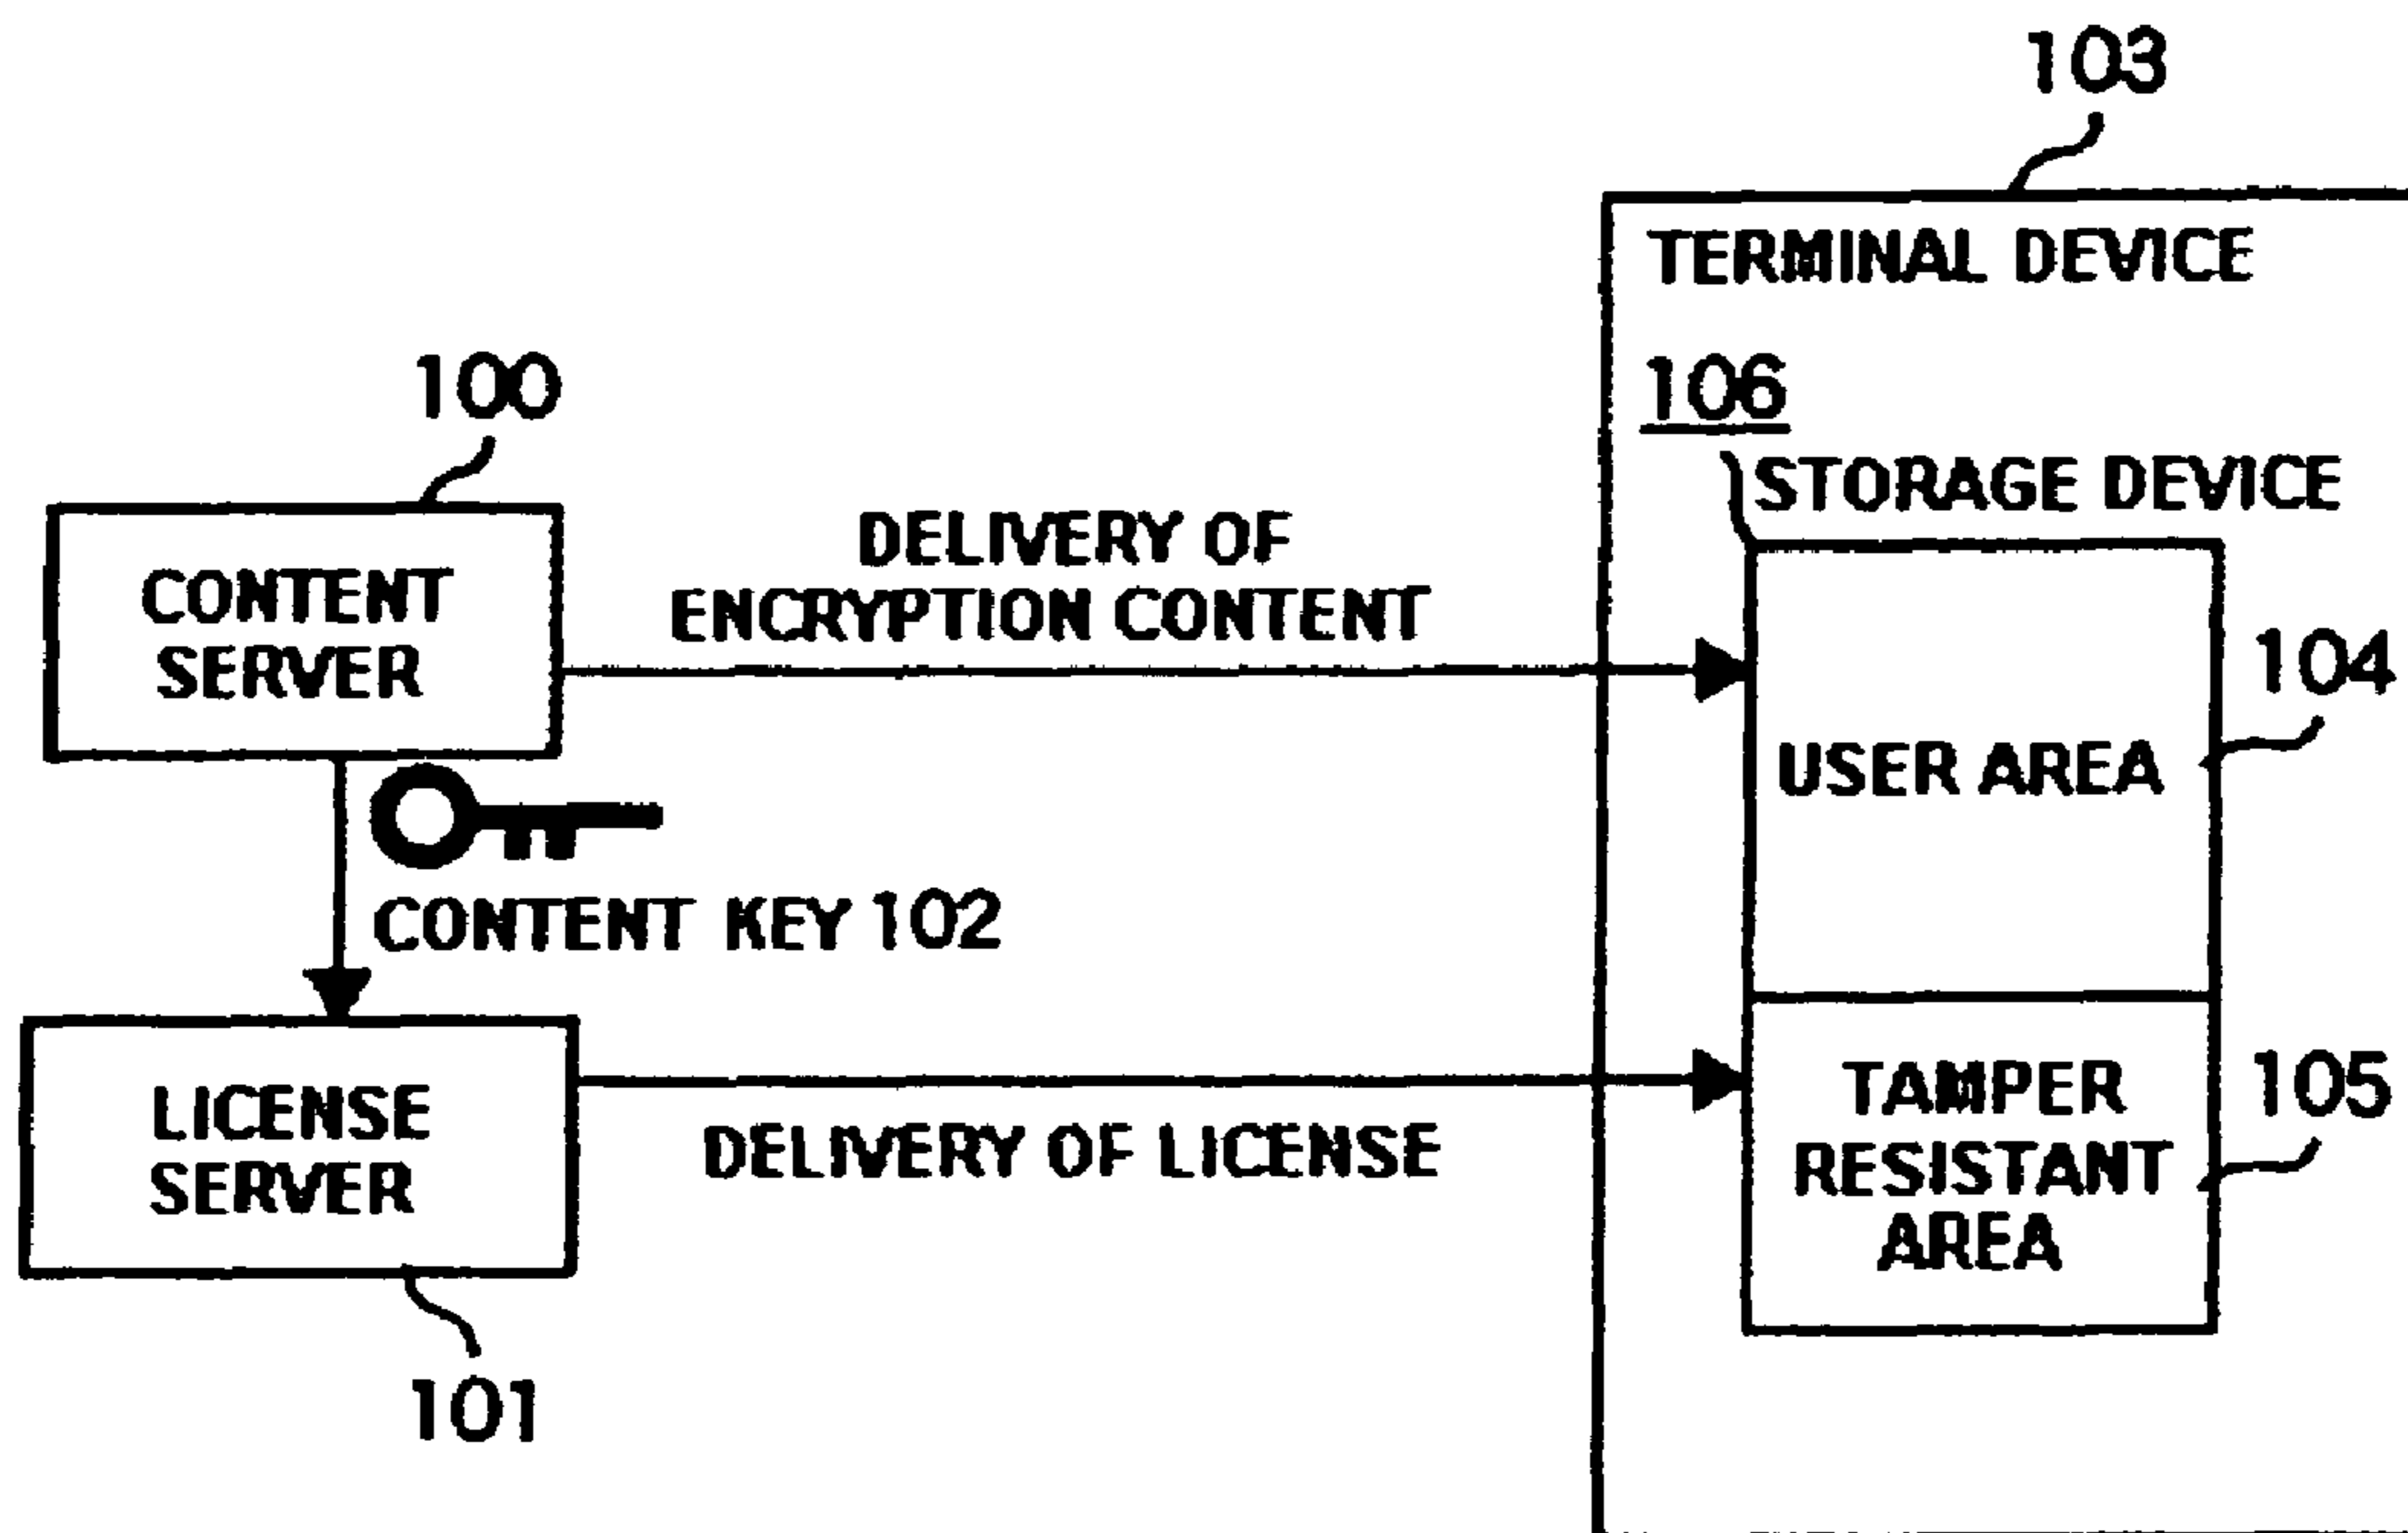 103
TERMINAL DEVICE
106
STORAGE DEVICE
100
CONTENT
SERVER
DELIVERY OF
ENCRYPTION CONTENT
USER AREA
104
CONTENT KEY 102
LICENSE
SERVER
DELIVERY OF LICENSE
TAMPER
RESISTANT
AREA
105
101